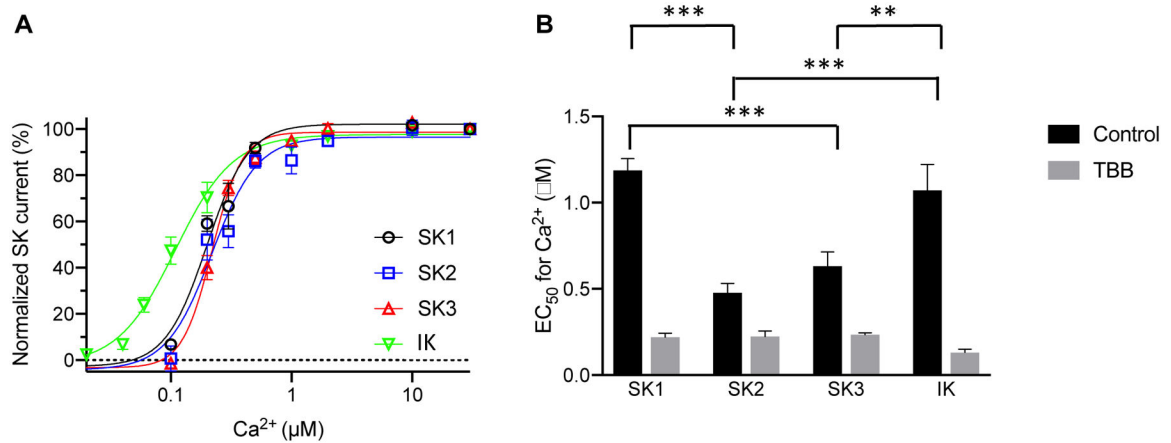 A
Normalized SK current (%)
100
80
60
40
20
0
0.1
1
10
Ca²⁺ (µM)
SK1
SK2
SK3
IK
B
***
**
***
***
EC₅₀ for Ca²⁺ (□M)
1.5
1.0
0.5
0.0
SK1
SK2
SK3
IK
Control
TBB